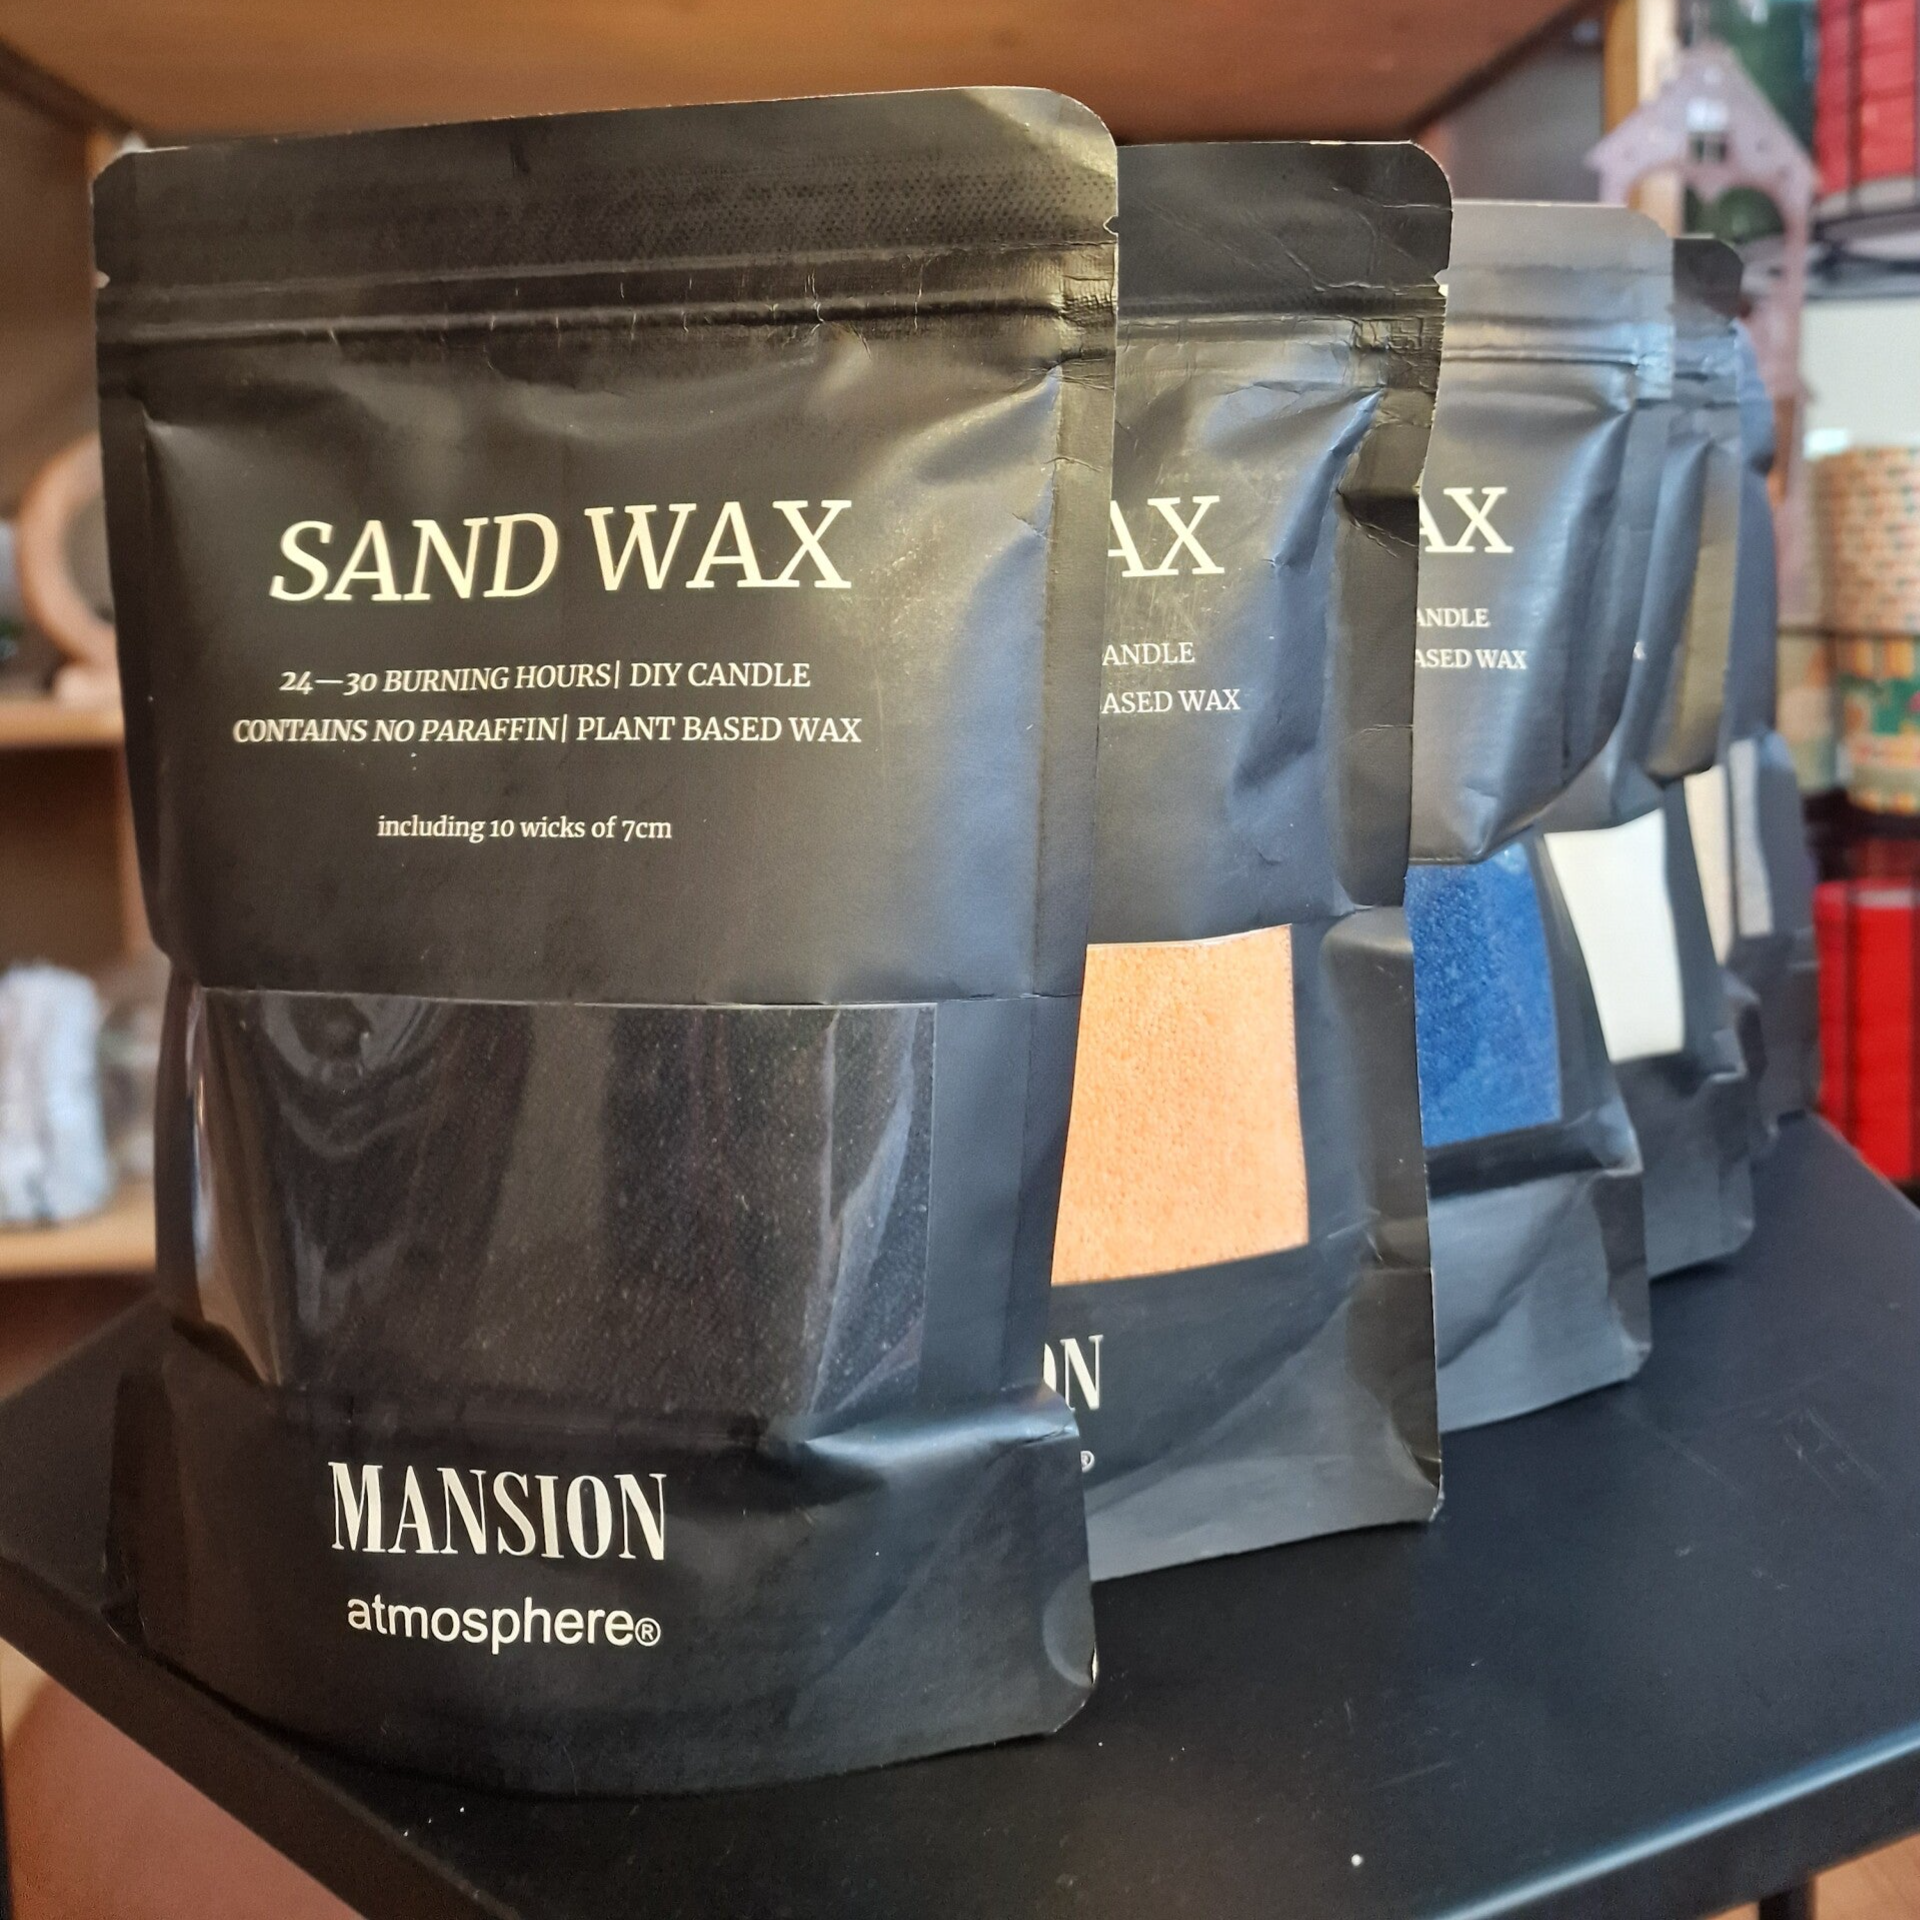 SAND WAX
24—30 BURNING HOURS| DIY CANDLE
CONTAINS NO PARAFFIN| PLANT BASED WAX
including 10 wicks of 7cm
MANSION
atmosphere®
AX
ANDLE
ASED WAX
ON
®
AX
ANDLE
ASED WAX